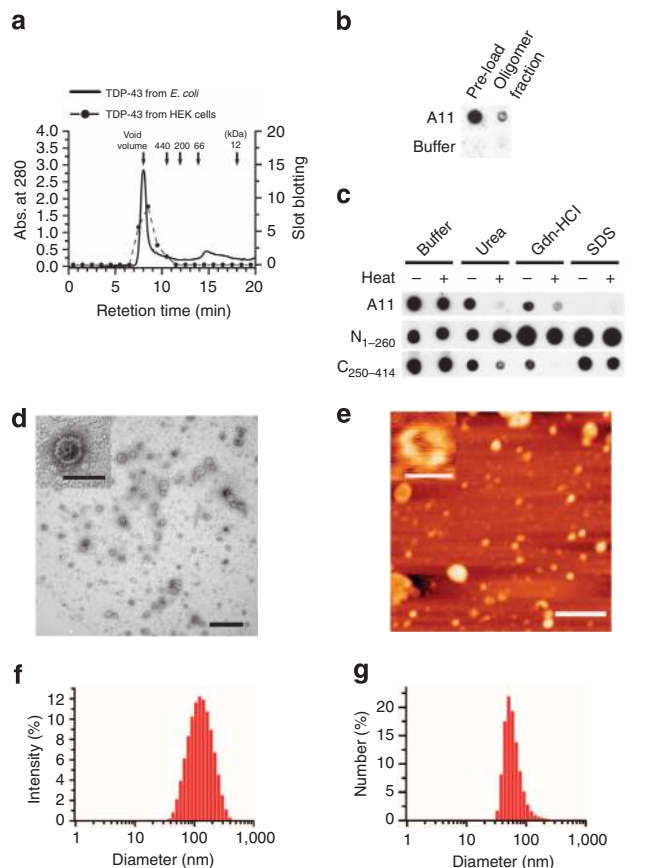 a
TDP-43 from E. coli
TDP-43 from HEK cells
Void volume
440 200 66
(kDa) 12
4.0
3.5
3.0
2.5
2.0
1.5
1.0
0.5
0.0
Abs. at 280
20
15
10
5
0
Slot blotting
0 5 10 15 20
Retetion time (min)
b
Pre-load
Oligomer fraction
A11
Buffer
c
Buffer Urea Gdn-HCl SDS
Heat − + − + − + − +
A11
N1–260
C250–414
d
e
f
12
10
8
6
4
2
0
Intensity (%)
1 10 100 1,000
Diameter (nm)
g
20
15
10
5
0
Number (%)
1 10 100 1,000
Diameter (nm)